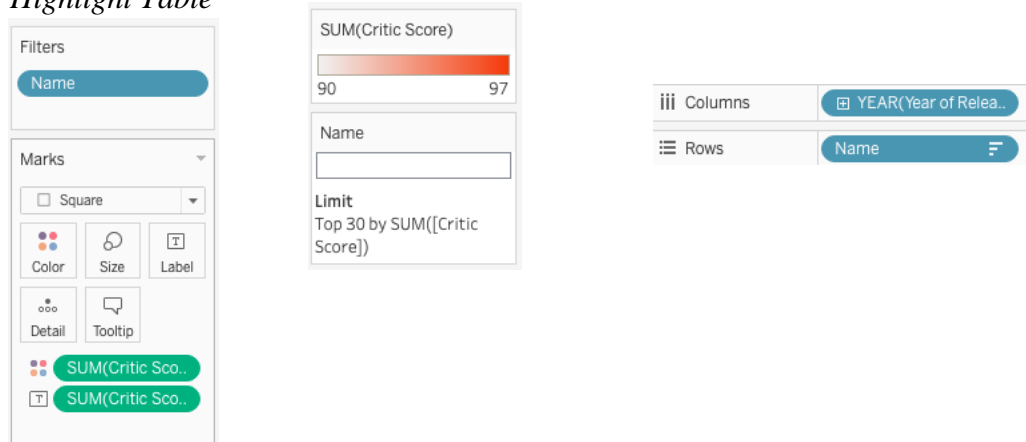 Highlight Table
Filters
Name
Marks
Square
Color
Size
Label
Detail
Tooltip
SUM(Critic Sco..
SUM(Critic Sco..
SUM(Critic Score)
90
97
Name
Limit
Top 30 by SUM([Critic
Score])
Columns
YEAR(Year of Relea..
Rows
Name